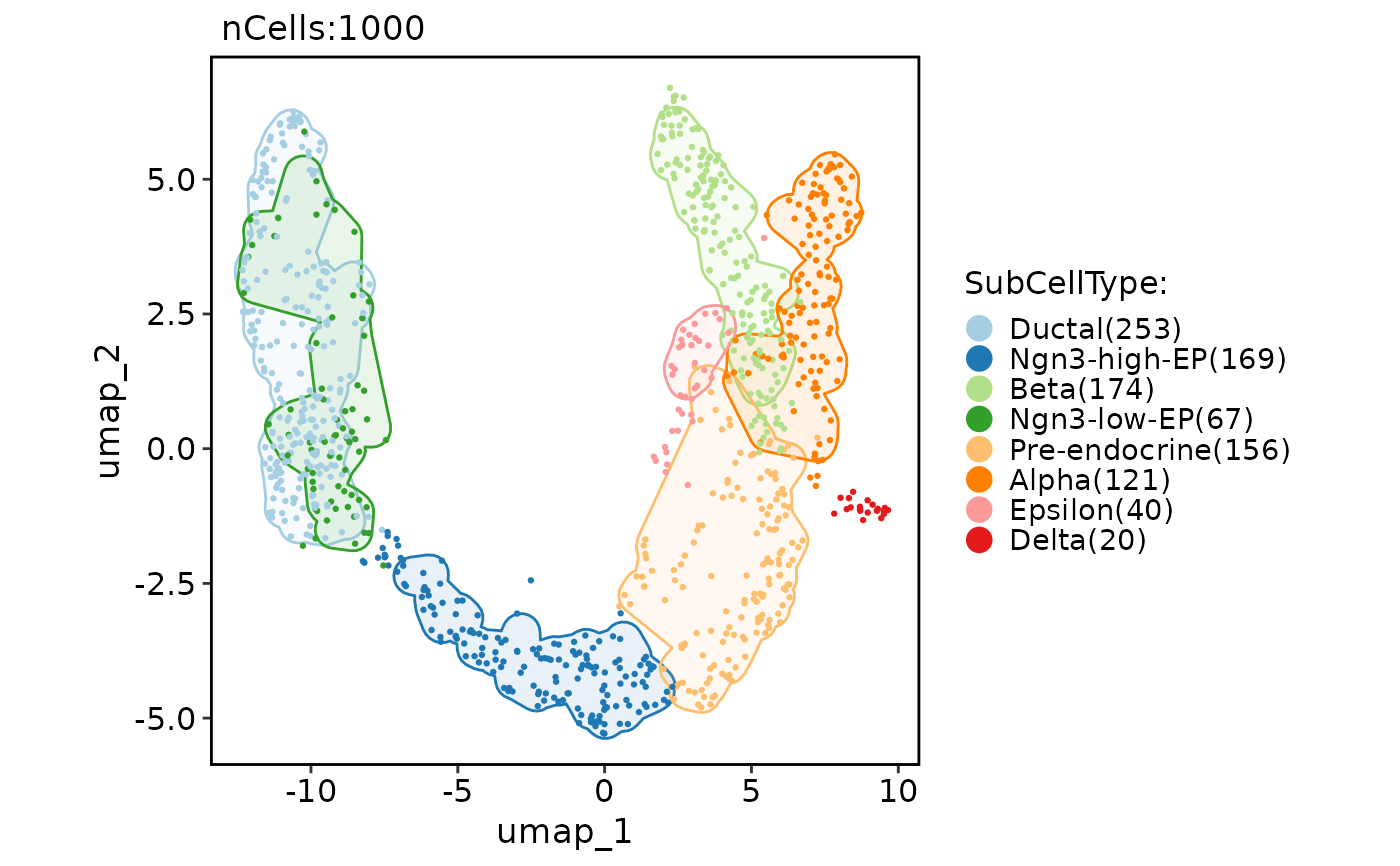 nCells:1000
umap_2
5.0
2.5
0.0
-2.5
-5.0
-10
-5
0
5
10
umap_1
SubCellType:
Ductal(253)
Ngn3-high-EP(169)
Beta(174)
Ngn3-low-EP(67)
Pre-endocrine(156)
Alpha(121)
Epsilon(40)
Delta(20)